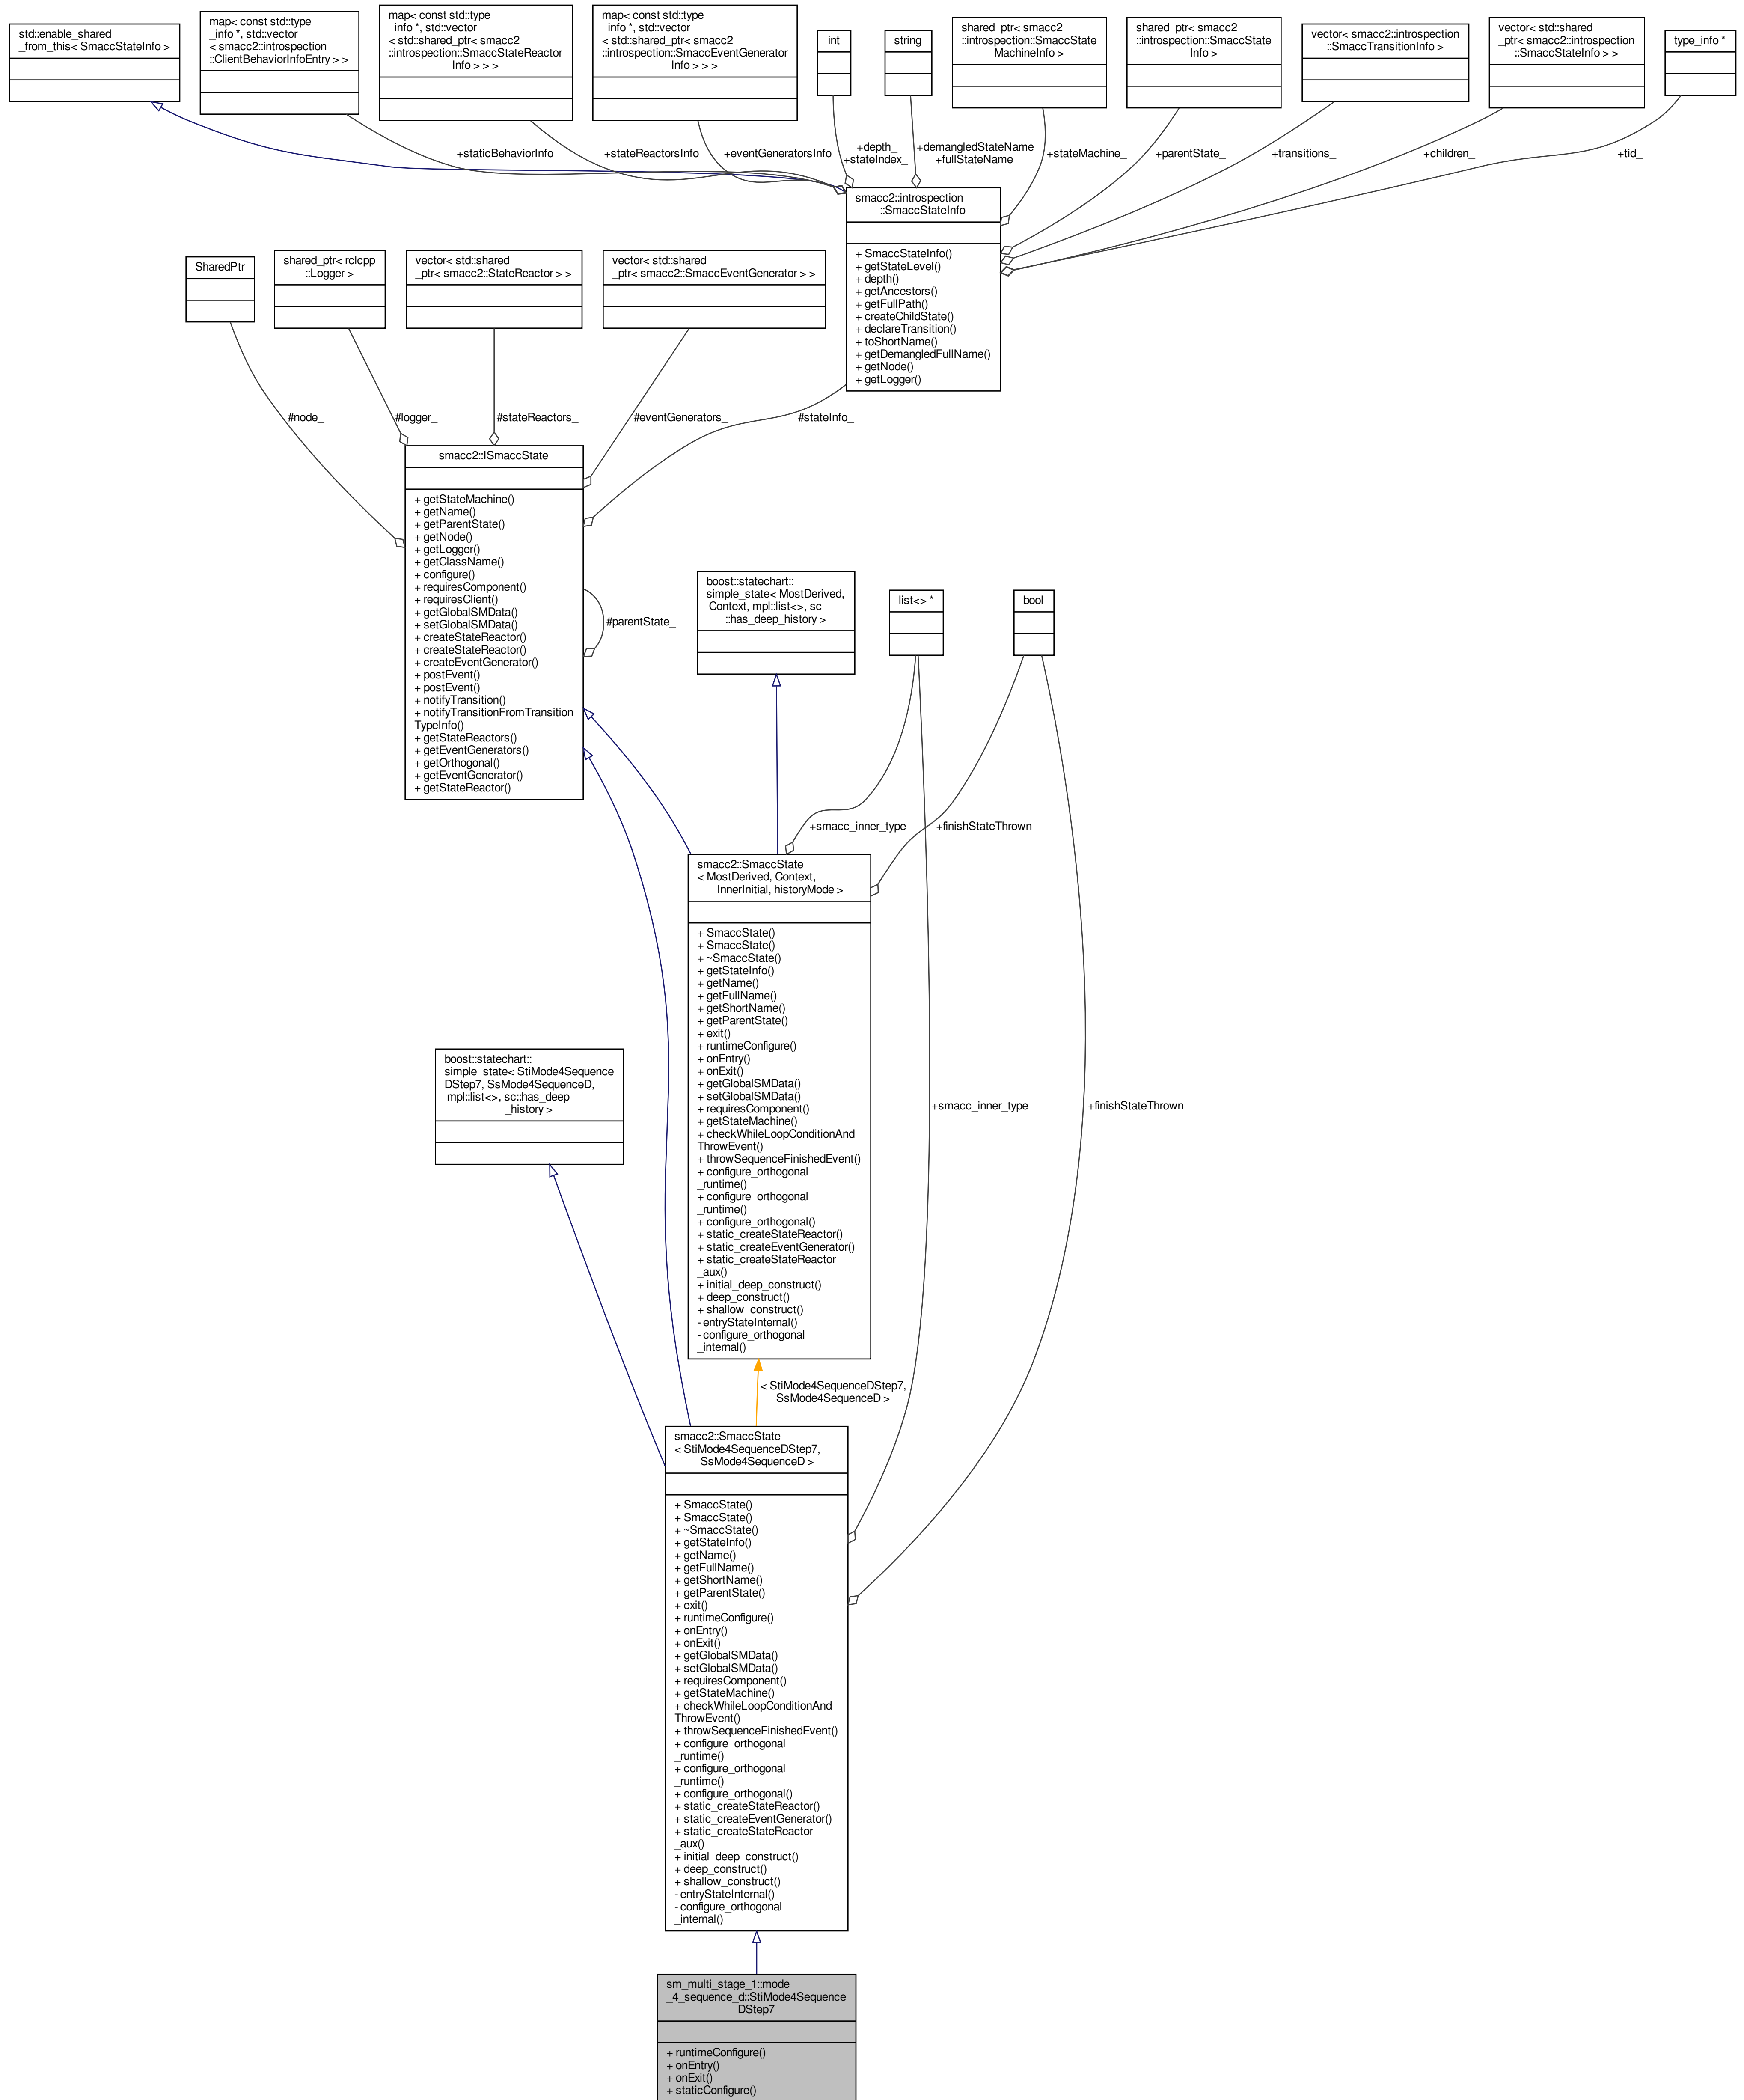 std::enable_shared
_from_this< SmaccStateInfo >
map< const std::type
_info *, std::vector
< smacc2::introspection
::ClientBehaviorInfoEntry > >
map< const std::type
_info *, std::vector
< std::shared_ptr< smacc2
::introspection::SmaccStateReactor
Info > > >
map< const std::type
_info *, std::vector
< std::shared_ptr< smacc2
::introspection::SmaccEventGenerator
Info > > >
int
string
shared_ptr< smacc2
::introspection::SmaccState
MachineInfo >
shared_ptr< smacc2
::introspection::SmaccState
Info >
vector< smacc2::introspection
::SmaccTransitionInfo >
vector< std::shared
_ptr< smacc2::introspection
::SmaccStateInfo > >
type_info *
+staticBehaviorInfo
+stateReactorsInfo
+eventGeneratorsInfo
+depth_
+stateIndex_
+demangledStateName
+fullStateName
+stateMachine_
+parentState_
+transitions_
+children_
+tid_
smacc2::introspection
::SmaccStateInfo
+ SmaccStateInfo()
+ getStateLevel()
+ depth()
+ getAncestors()
+ getFullPath()
+ createChildState()
+ declareTransition()
+ toShortName()
+ getDemangledFullName()
+ getNode()
+ getLogger()
SharedPtr
shared_ptr< rclcpp
::Logger >
vector< std::shared
_ptr< smacc2::StateReactor > >
vector< std::shared
_ptr< smacc2::SmaccEventGenerator > >
#node_
#logger_
#stateReactors_
#eventGenerators_
#stateInfo_
smacc2::ISmaccState
+ getStateMachine()
+ getName()
+ getParentState()
+ getNode()
+ getLogger()
+ getClassName()
+ configure()
+ requiresComponent()
+ requiresClient()
+ getGlobalSMData()
+ setGlobalSMData()
+ createStateReactor()
+ createStateReactor()
+ createEventGenerator()
+ postEvent()
+ postEvent()
+ notifyTransition()
+ notifyTransitionFromTransition
TypeInfo()
+ getStateReactors()
+ getEventGenerators()
+ getOrthogonal()
+ getEventGenerator()
+ getStateReactor()
#parentState_
boost::statechart::
simple_state< MostDerived,
Context, mpl::list<>, sc
::has_deep_history >
list<> *
bool
+smacc_inner_type
+finishStateThrown
smacc2::SmaccState
< MostDerived, Context,
InnerInitial, historyMode >
+ SmaccState()
+ SmaccState()
+ ~SmaccState()
+ getStateInfo()
+ getName()
+ getFullName()
+ getShortName()
+ getParentState()
+ exit()
+ runtimeConfigure()
+ onEntry()
+ onExit()
+ getGlobalSMData()
+ setGlobalSMData()
+ requiresComponent()
+ getStateMachine()
+ checkWhileLoopConditionAnd
ThrowEvent()
+ throwSequenceFinishedEvent()
+ configure_orthogonal
_runtime()
+ configure_orthogonal
_runtime()
+ configure_orthogonal()
+ static_createStateReactor()
+ static_createEventGenerator()
+ static_createStateReactor
_aux()
+ initial_deep_construct()
+ deep_construct()
+ shallow_construct()
- entryStateInternal()
- configure_orthogonal
_internal()
boost::statechart::
simple_state< StiMode4Sequence
DStep7, SsMode4SequenceD,
mpl::list<>, sc::has_deep
_history >
+smacc_inner_type
+finishStateThrown
< StiMode4SequenceDStep7,
SsMode4SequenceD >
smacc2::SmaccState
< StiMode4SequenceDStep7,
SsMode4SequenceD >
+ SmaccState()
+ SmaccState()
+ ~SmaccState()
+ getStateInfo()
+ getName()
+ getFullName()
+ getShortName()
+ getParentState()
+ exit()
+ runtimeConfigure()
+ onEntry()
+ onExit()
+ getGlobalSMData()
+ setGlobalSMData()
+ requiresComponent()
+ getStateMachine()
+ checkWhileLoopConditionAnd
ThrowEvent()
+ throwSequenceFinishedEvent()
+ configure_orthogonal
_runtime()
+ configure_orthogonal
_runtime()
+ configure_orthogonal()
+ static_createStateReactor()
+ static_createEventGenerator()
+ static_createStateReactor
_aux()
+ initial_deep_construct()
+ deep_construct()
+ shallow_construct()
- entryStateInternal()
- configure_orthogonal
_internal()
sm_multi_stage_1::mode
_4_sequence_d::StiMode4Sequence
DStep7
+ runtimeConfigure()
+ onEntry()
+ onExit()
+ staticConfigure()